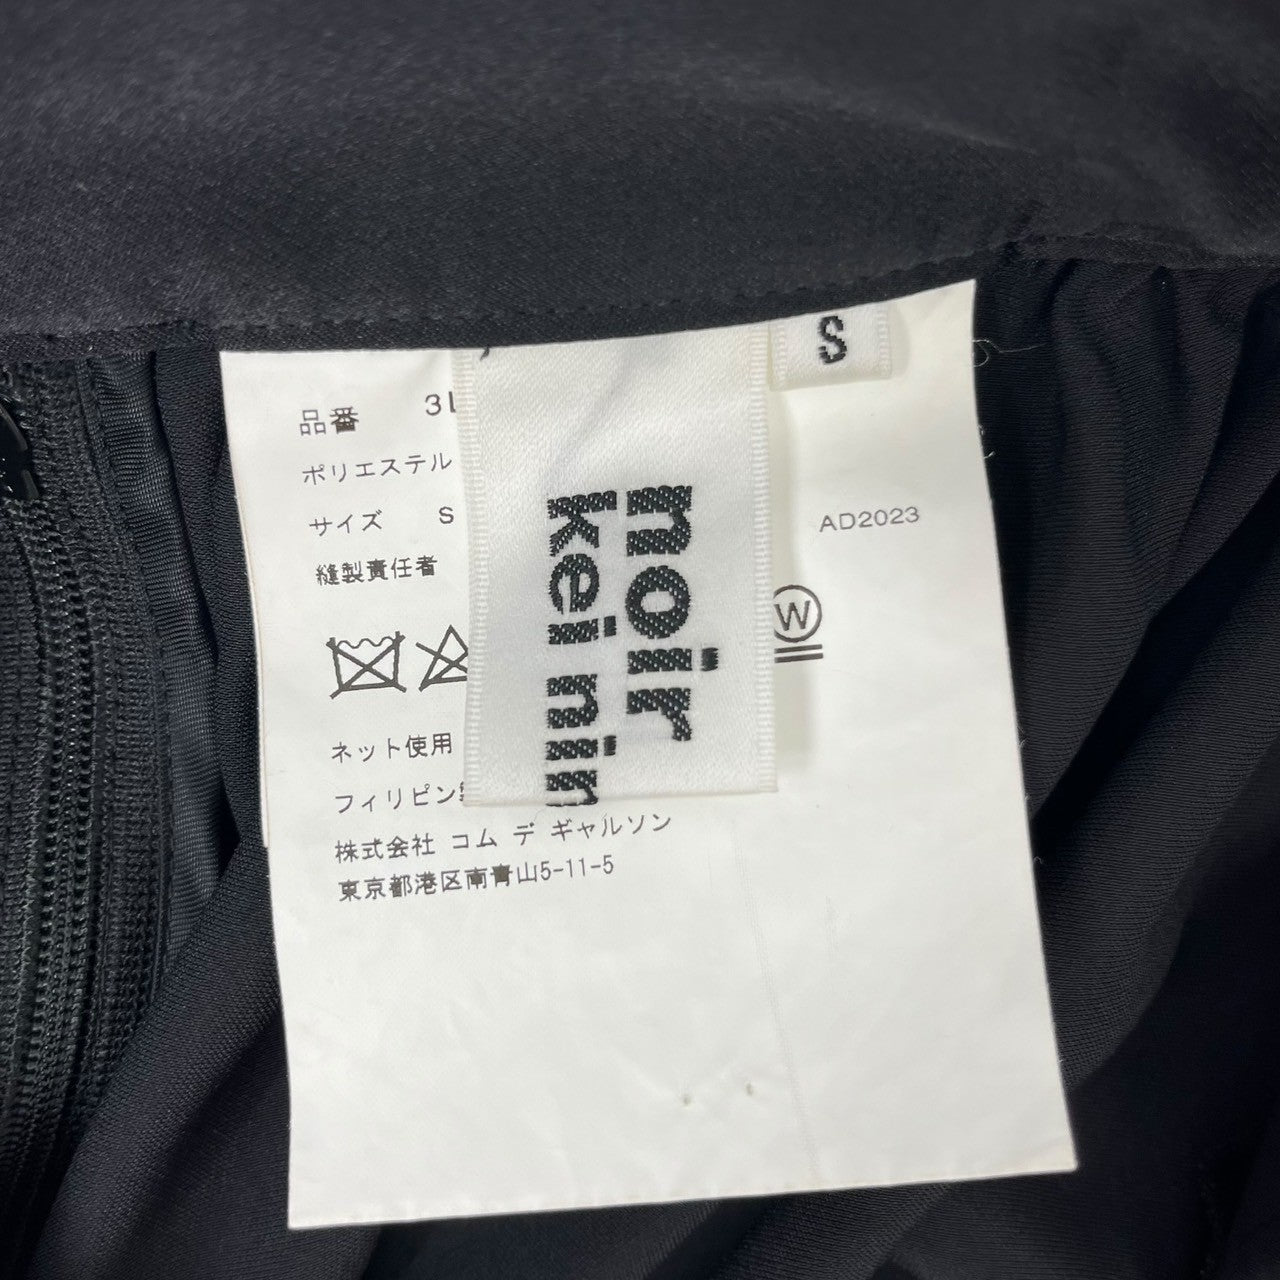 S
品番 3
ポリエステル
サイズ S
縫製責任者
AD2023
noir
kei nin
W
ネット使用
フィリピン
株式会社 コム デ ギャルソン
東京都港区南青山5-11-5